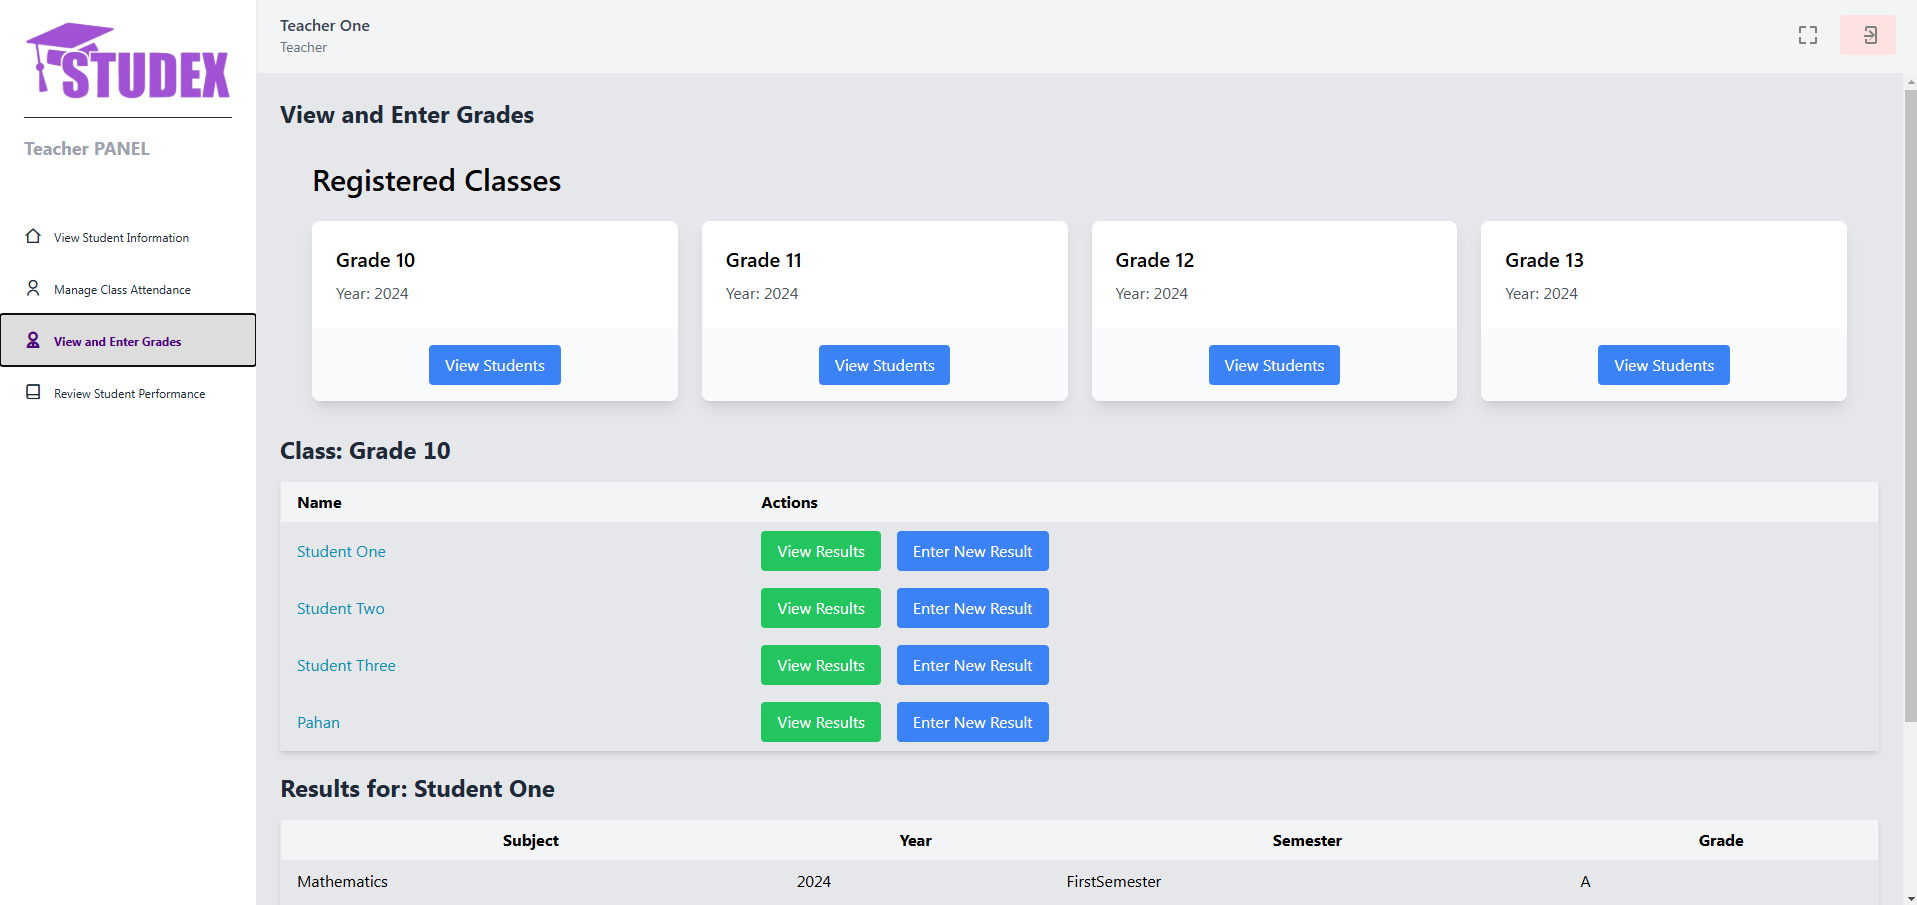 STUDEX
Teacher PANEL
View Student Information
Manage Class Attendance
View and Enter Grades
Review Student Performance
Teacher One
Teacher
View and Enter Grades
Registered Classes
Grade 10
Year: 2024
View Students
Grade 11
Year: 2024
View Students
Grade 12
Year: 2024
View Students
Grade 13
Year: 2024
View Students
Class: Grade 10
Name Actions
Student One View Results Enter New Result
Student Two View Results Enter New Result
Student Three View Results Enter New Result
Pahan View Results Enter New Result
Results for: Student One
Subject Year Semester Grade
Mathematics 2024 FirstSemester A